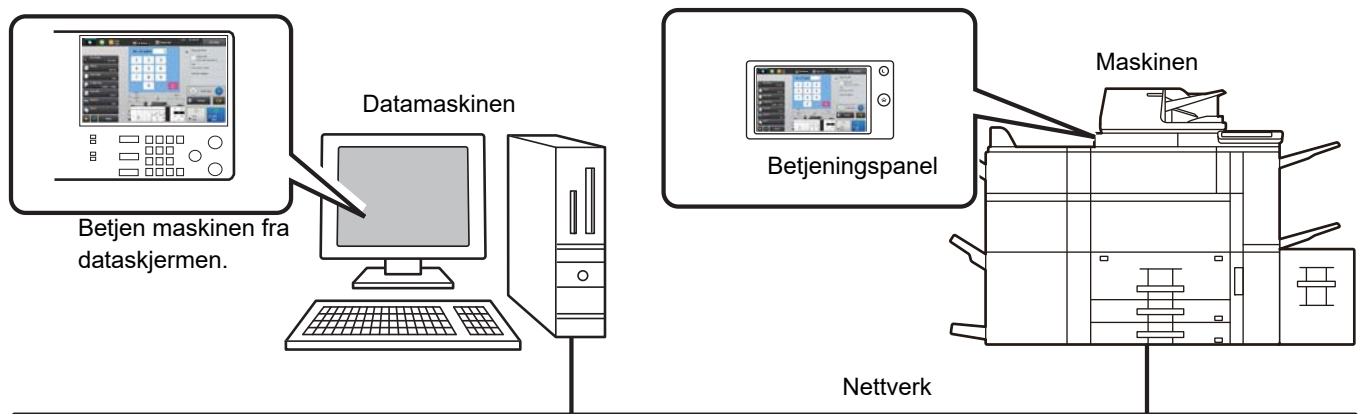 Datamaskinen
Betjen maskinen fra
dataskjermen.
Maskinen
Betjeningspanel
Nettverk